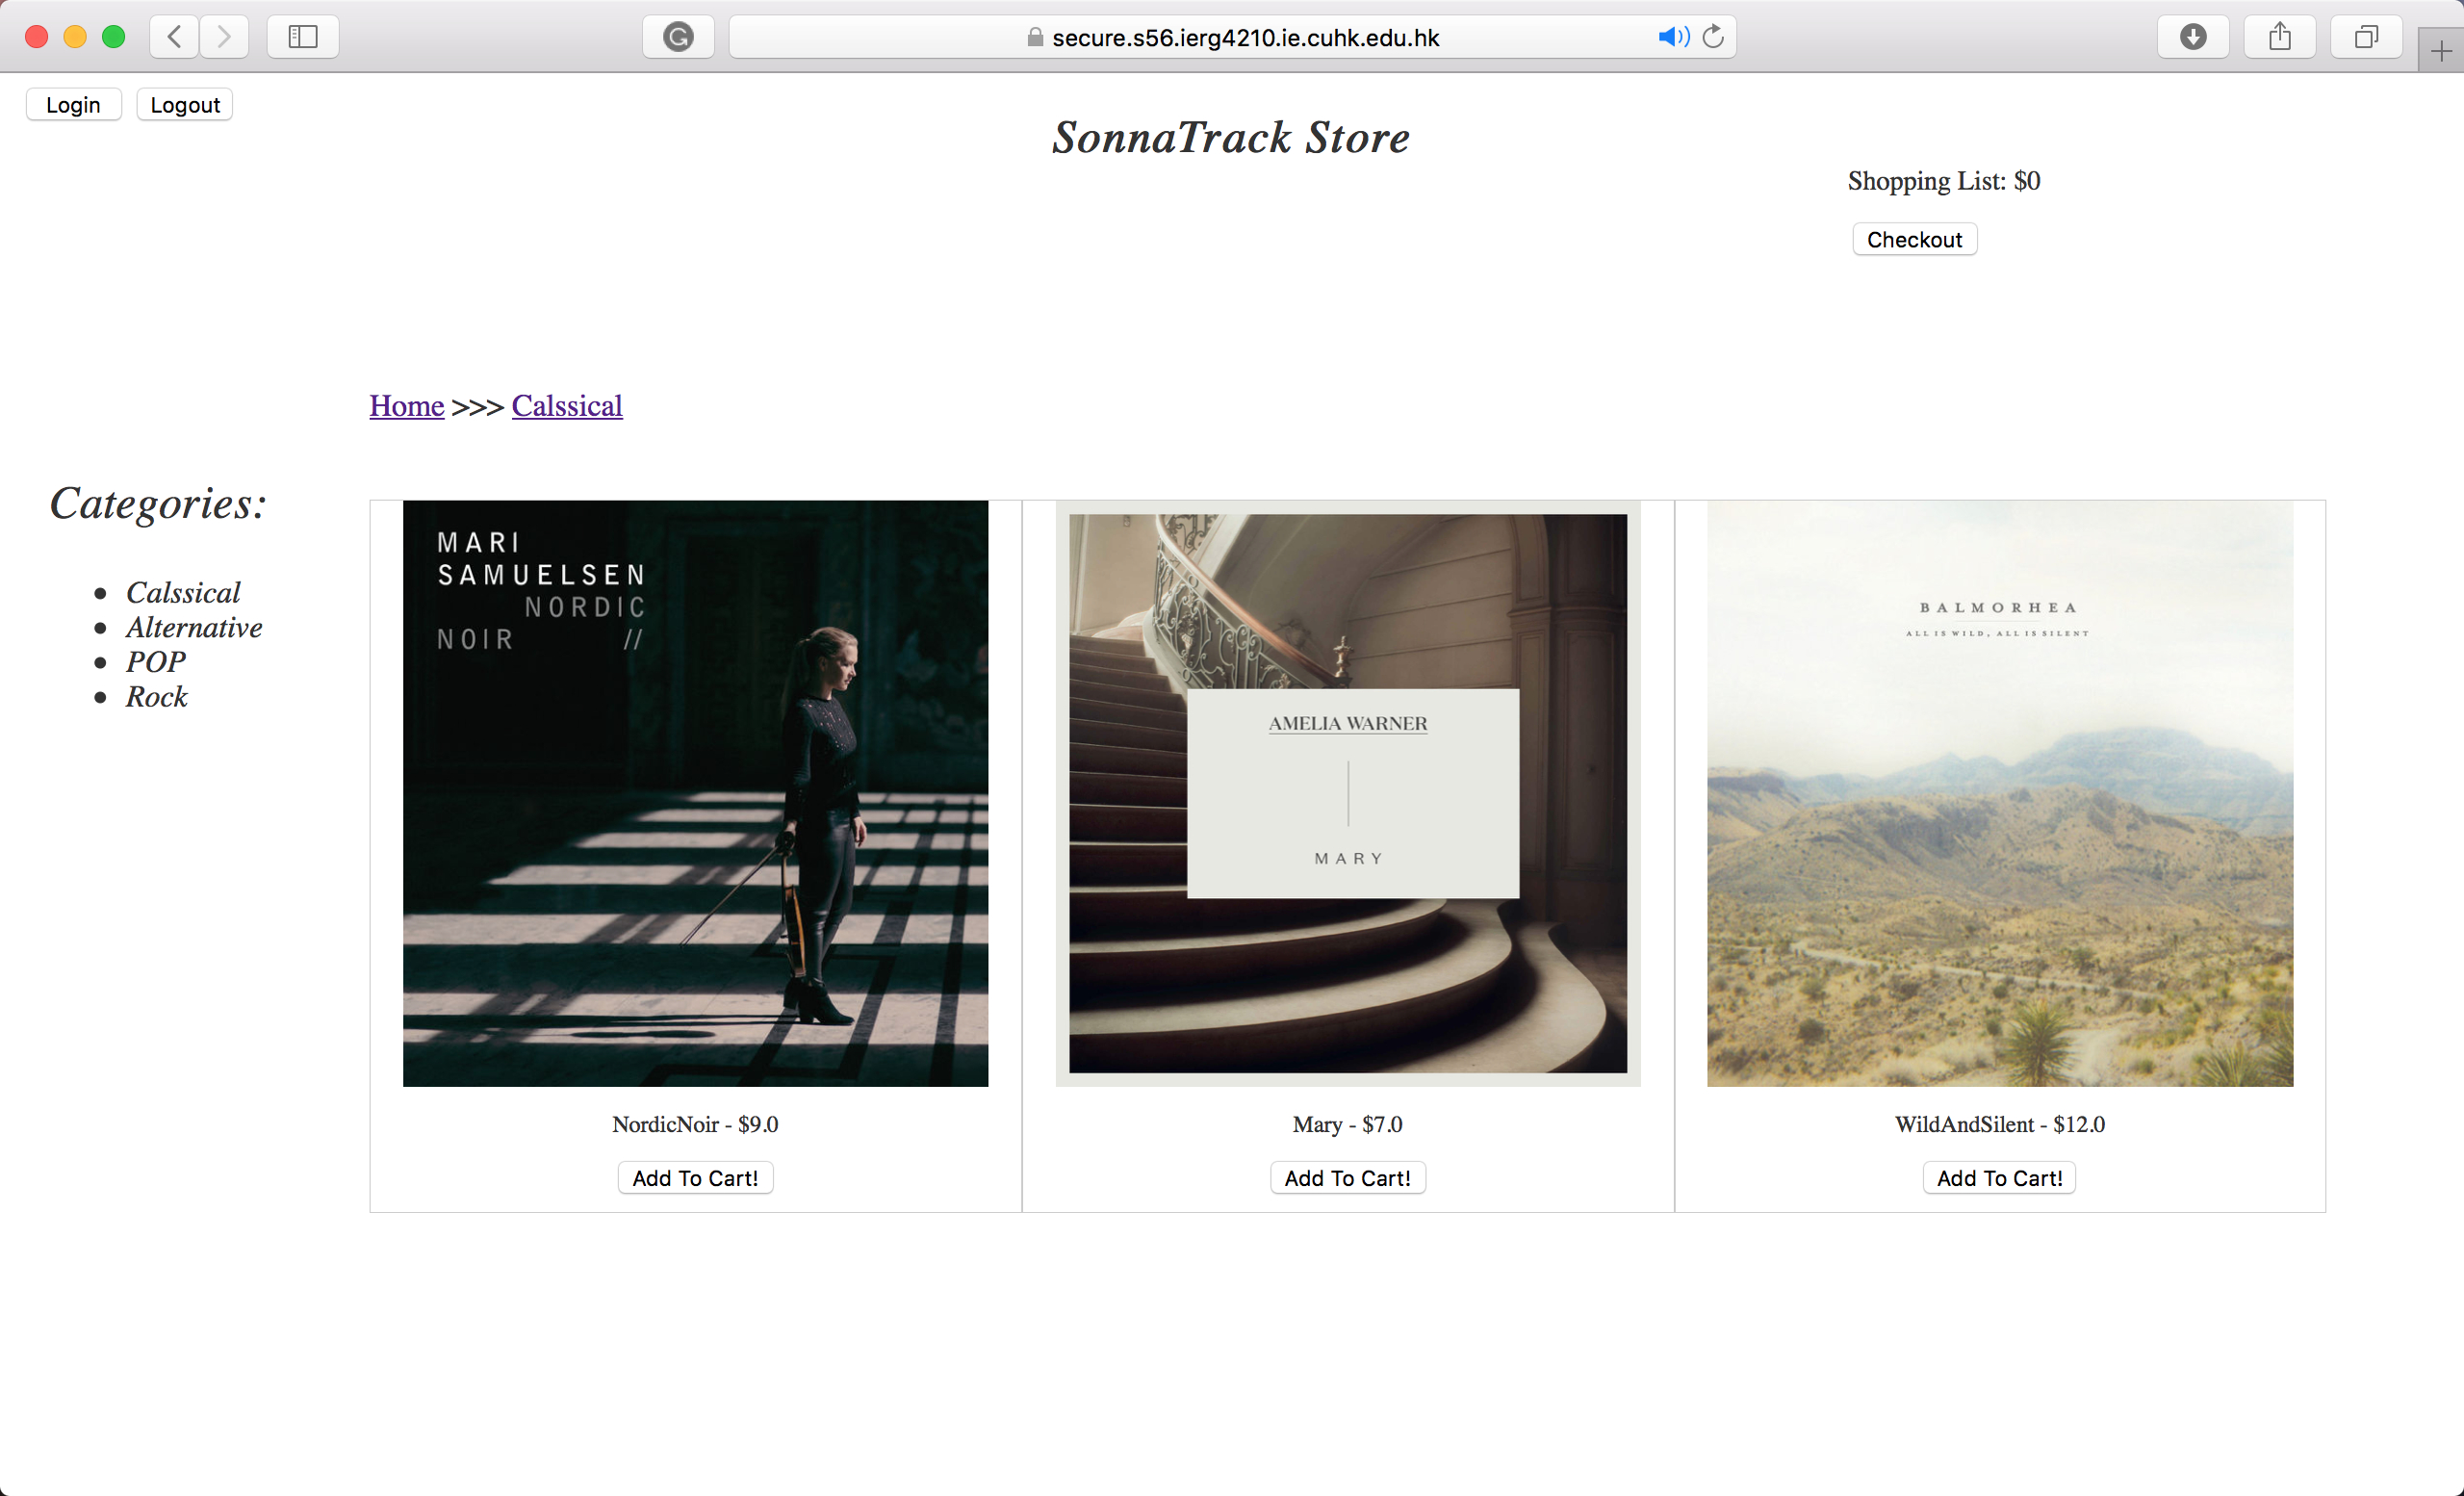 secure.s56.ierg4210.ie.cuhk.edu.hk
Login Logout
SonnaTrack Store
Shopping List: $0
Checkout
Home >>> Calssical
Categories:
Calssical
Alternative
POP
Rock
MARI
SAMUELSEN
NORDIC
NOIR //
AMELIA WARNER
MARY
BALMORHEA
ALL IS WILD, ALL IS SILENT
NordicNoir - $9.0
Add To Cart!
Mary - $7.0
Add To Cart!
WildAndSilent - $12.0
Add To Cart!